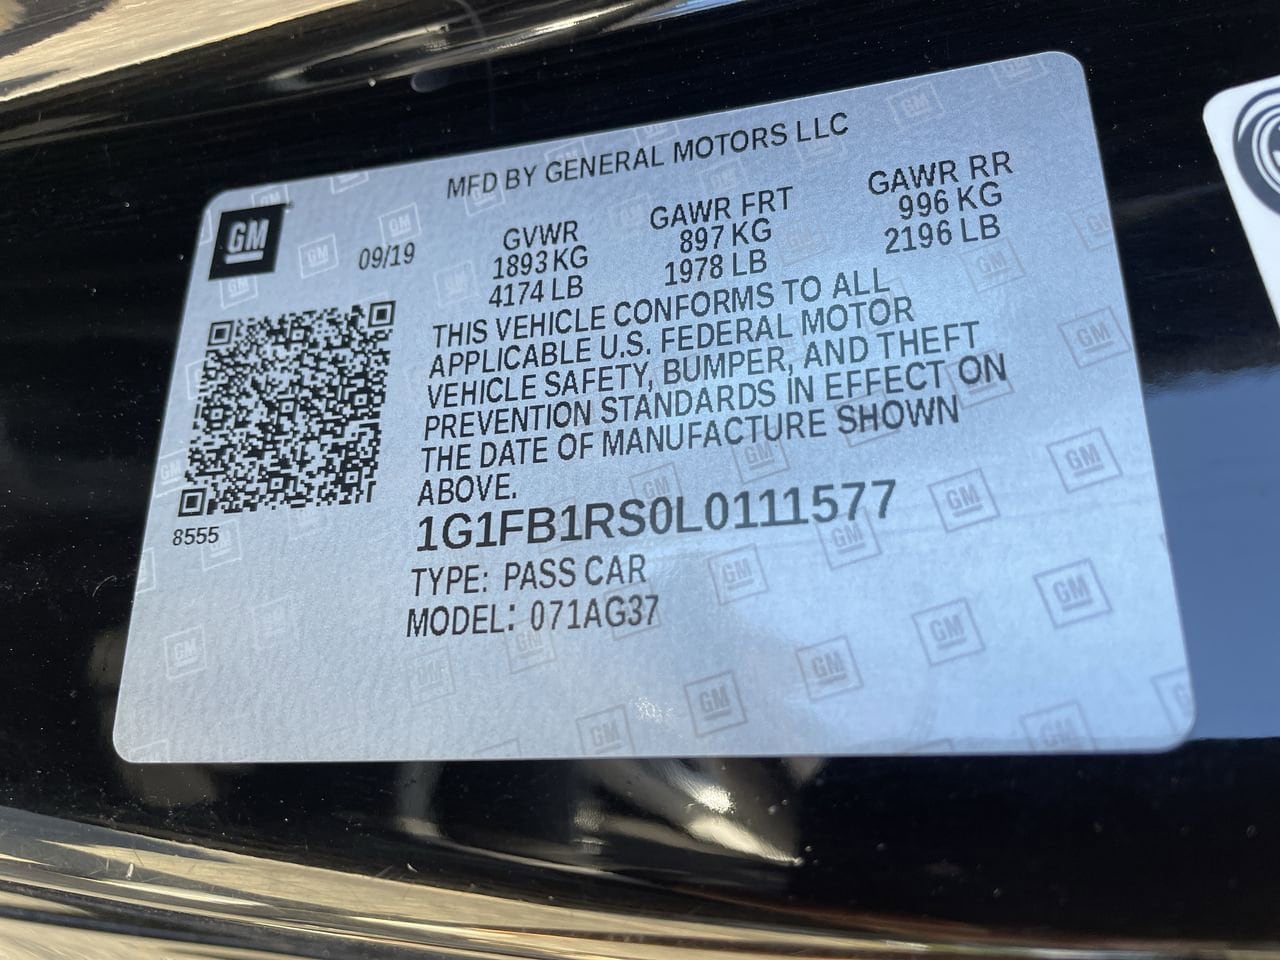 MFD BY GENERAL MOTORS LLC
GM
09/19
GVWR
1893 KG
4174 LB
GAWR FRT
897 KG
1978 LB
GAWR RR
996 KG
2196 LB
THIS VEHICLE CONFORMS TO ALL
APPLICABLE U.S. FEDERAL MOTOR
VEHICLE SAFETY, BUMPER, AND THEFT
PREVENTION STANDARDS IN EFFECT ON
THE DATE OF MANUFACTURE SHOWN
ABOVE.
8555
1G1FB1RS0L0111577
TYPE: PASS CAR
MODEL: 071AG37